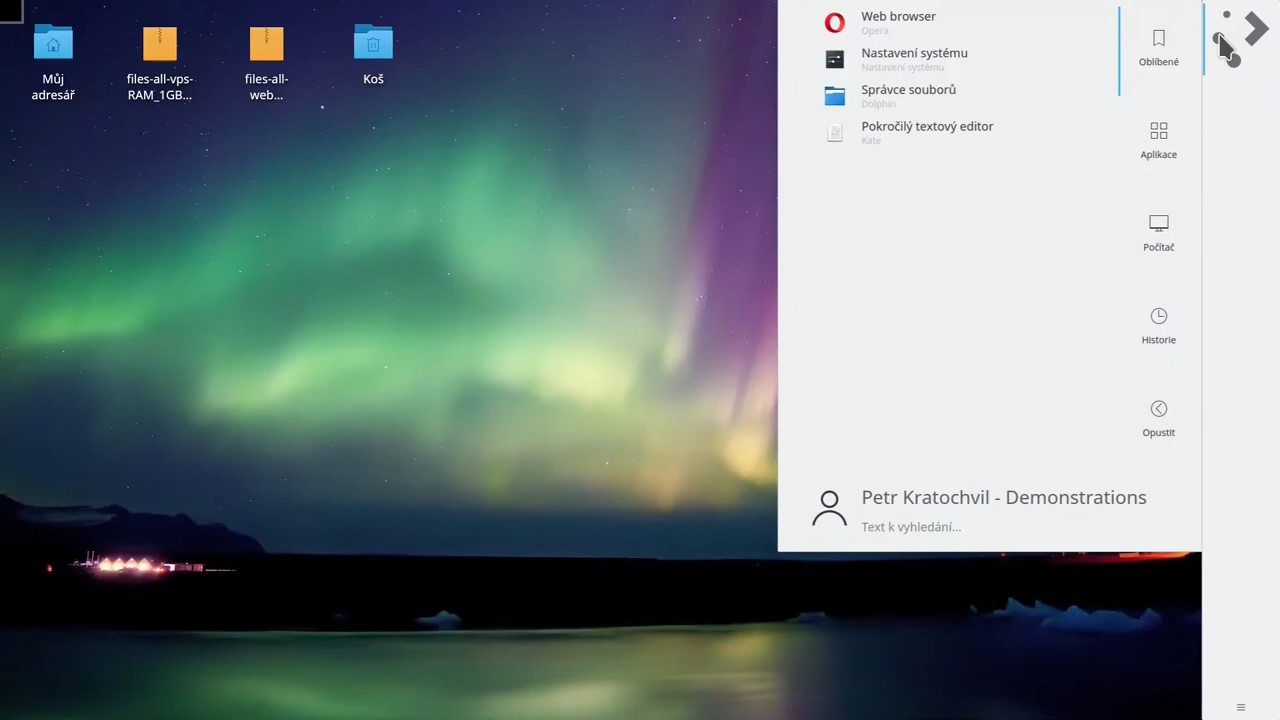 Můj
adresář
files-all-vps-
RAM_1GB...
files-all-
web...
Koš
Web browser
Opera
Nastavení systému
Nastavení systému
Správce souborů
Dolphin
Pokročilý textový editor
Kate
Oblíbené
Aplikace
Počítač
Historie
Opustit
Petr Kratochvil - Demonstrations
Text k vyhledání...